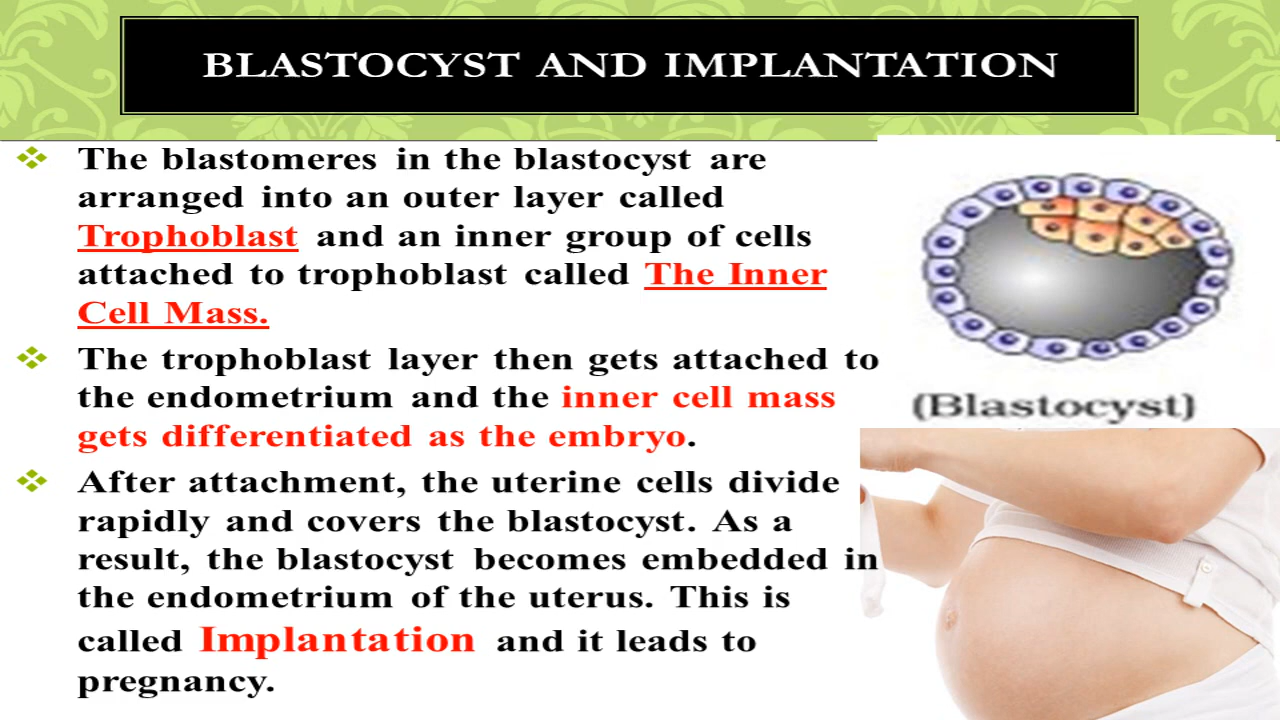 BLASTOCYST AND IMPLANTATION
The blastomeres in the blastocyst are
arranged into an outer layer called
Trophoblast and an inner group of cells
attached to trophoblast called The Inner
Cell Mass.
The trophoblast layer then gets attached to
the endometrium and the inner cell mass
gets differentiated as the embryo.
After attachment, the uterine cells divide
rapidly and covers the blastocyst. As a
result, the blastocyst becomes embedded in
the endometrium of the uterus. This is
called Implantation and it leads to
pregnancy.
(Blastocyst)